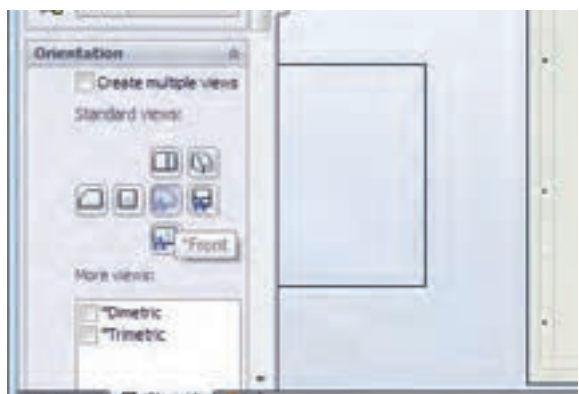 Orientation
Create multiple views
Standard views:
*Front
More views:
*Dimetric
*Trimetric